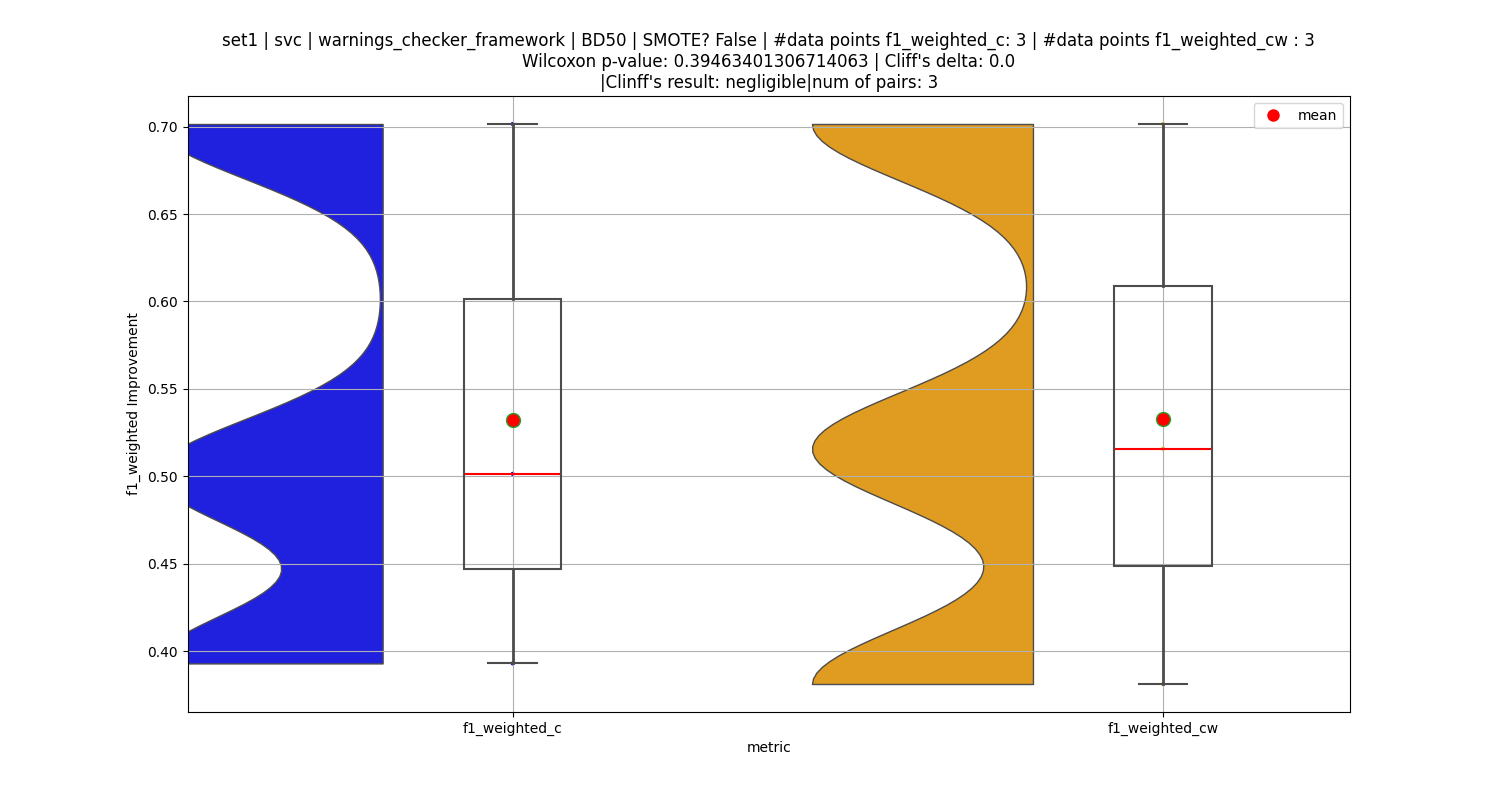 set1 | svc | warnings_checker_framework | BD50 | SMOTE? False | #data points f1_weighted_c: 3 | #data points f1_weighted_cw : 3
Wilcoxon p-value: 0.39463401306714063 | Cliff's delta: 0.0
|Clinff's result: negligible|num of pairs: 3
mean
0.70
0.65
0.60
0.55
0.50
0.45
0.40
f1_weighted Improvement
f1_weighted_c
f1_weighted_cw
metric